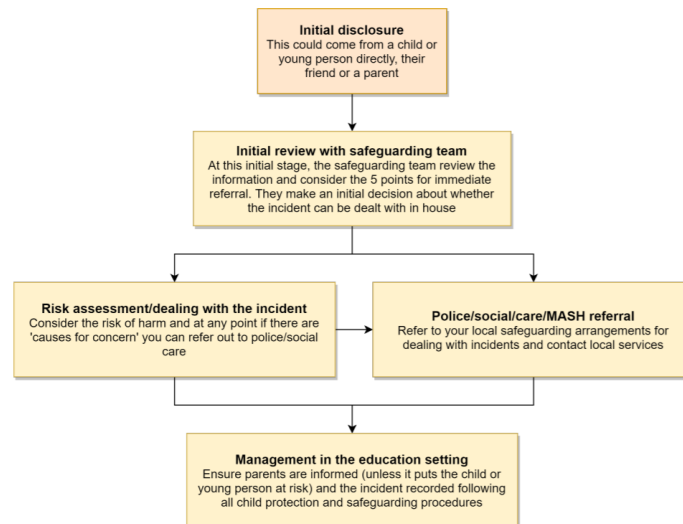 Initial disclosure
This could come from a child or
young person directly, their
friend or a parent
Initial review with safeguarding team
At this initial stage, the safeguarding team review the
information and consider the 5 points for immediate
referral. They make an initial decision about whether
the incident can be dealt with in house
Risk assessment/dealing with the incident
Consider the risk of harm and at any point if there are
'causes for concern' you can refer out to police/social
care
Police/social/care/MASH referral
Refer to your local safeguarding arrangements for
dealing with incidents and contact local services
Management in the education setting
Ensure parents are informed (unless it puts the child or
young person at risk) and the incident recorded following
all child protection and safeguarding procedures